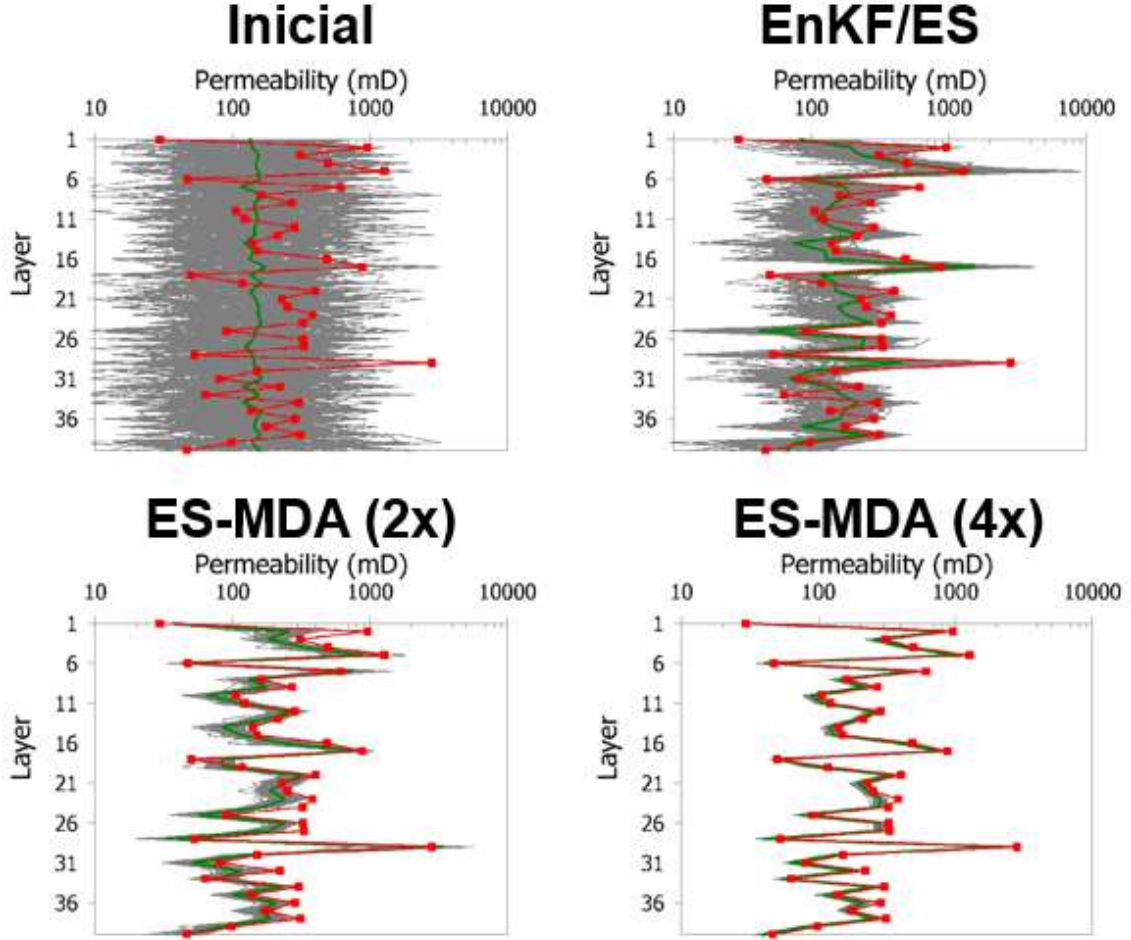 Inicial
Permeability (mD)
10 100 1000 10000
Layer
1
6
11
16
21
26
31
36
EnKF/ES
Permeability (mD)
10 100 1000 10000
Layer
1
6
11
16
21
26
31
36
ES-MDA (2x)
Permeability (mD)
10 100 1000 10000
Layer
1
6
11
16
21
26
31
36
ES-MDA (4x)
Permeability (mD)
10 100 1000 10000
Layer
1
6
11
16
21
26
31
36